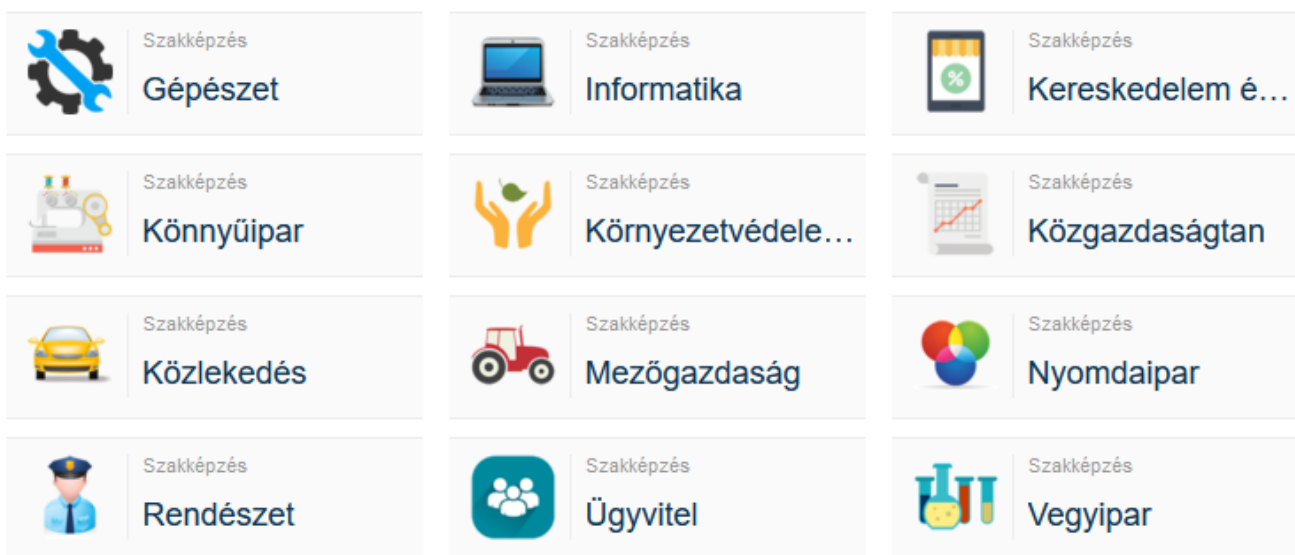 Szakképzés
Gépészet
Szakképzés
Informatika
Szakképzés
Kereskedelem é...
Szakképzés
Könnyűipar
Szakképzés
Környezetvédele...
Szakképzés
Közgazdaságtan
Szakképzés
Közlekedés
Szakképzés
Mezőgazdaság
Szakképzés
Nyomdaipar
Szakképzés
Rendészet
Szakképzés
Ügyvitel
Szakképzés
Vegyipar